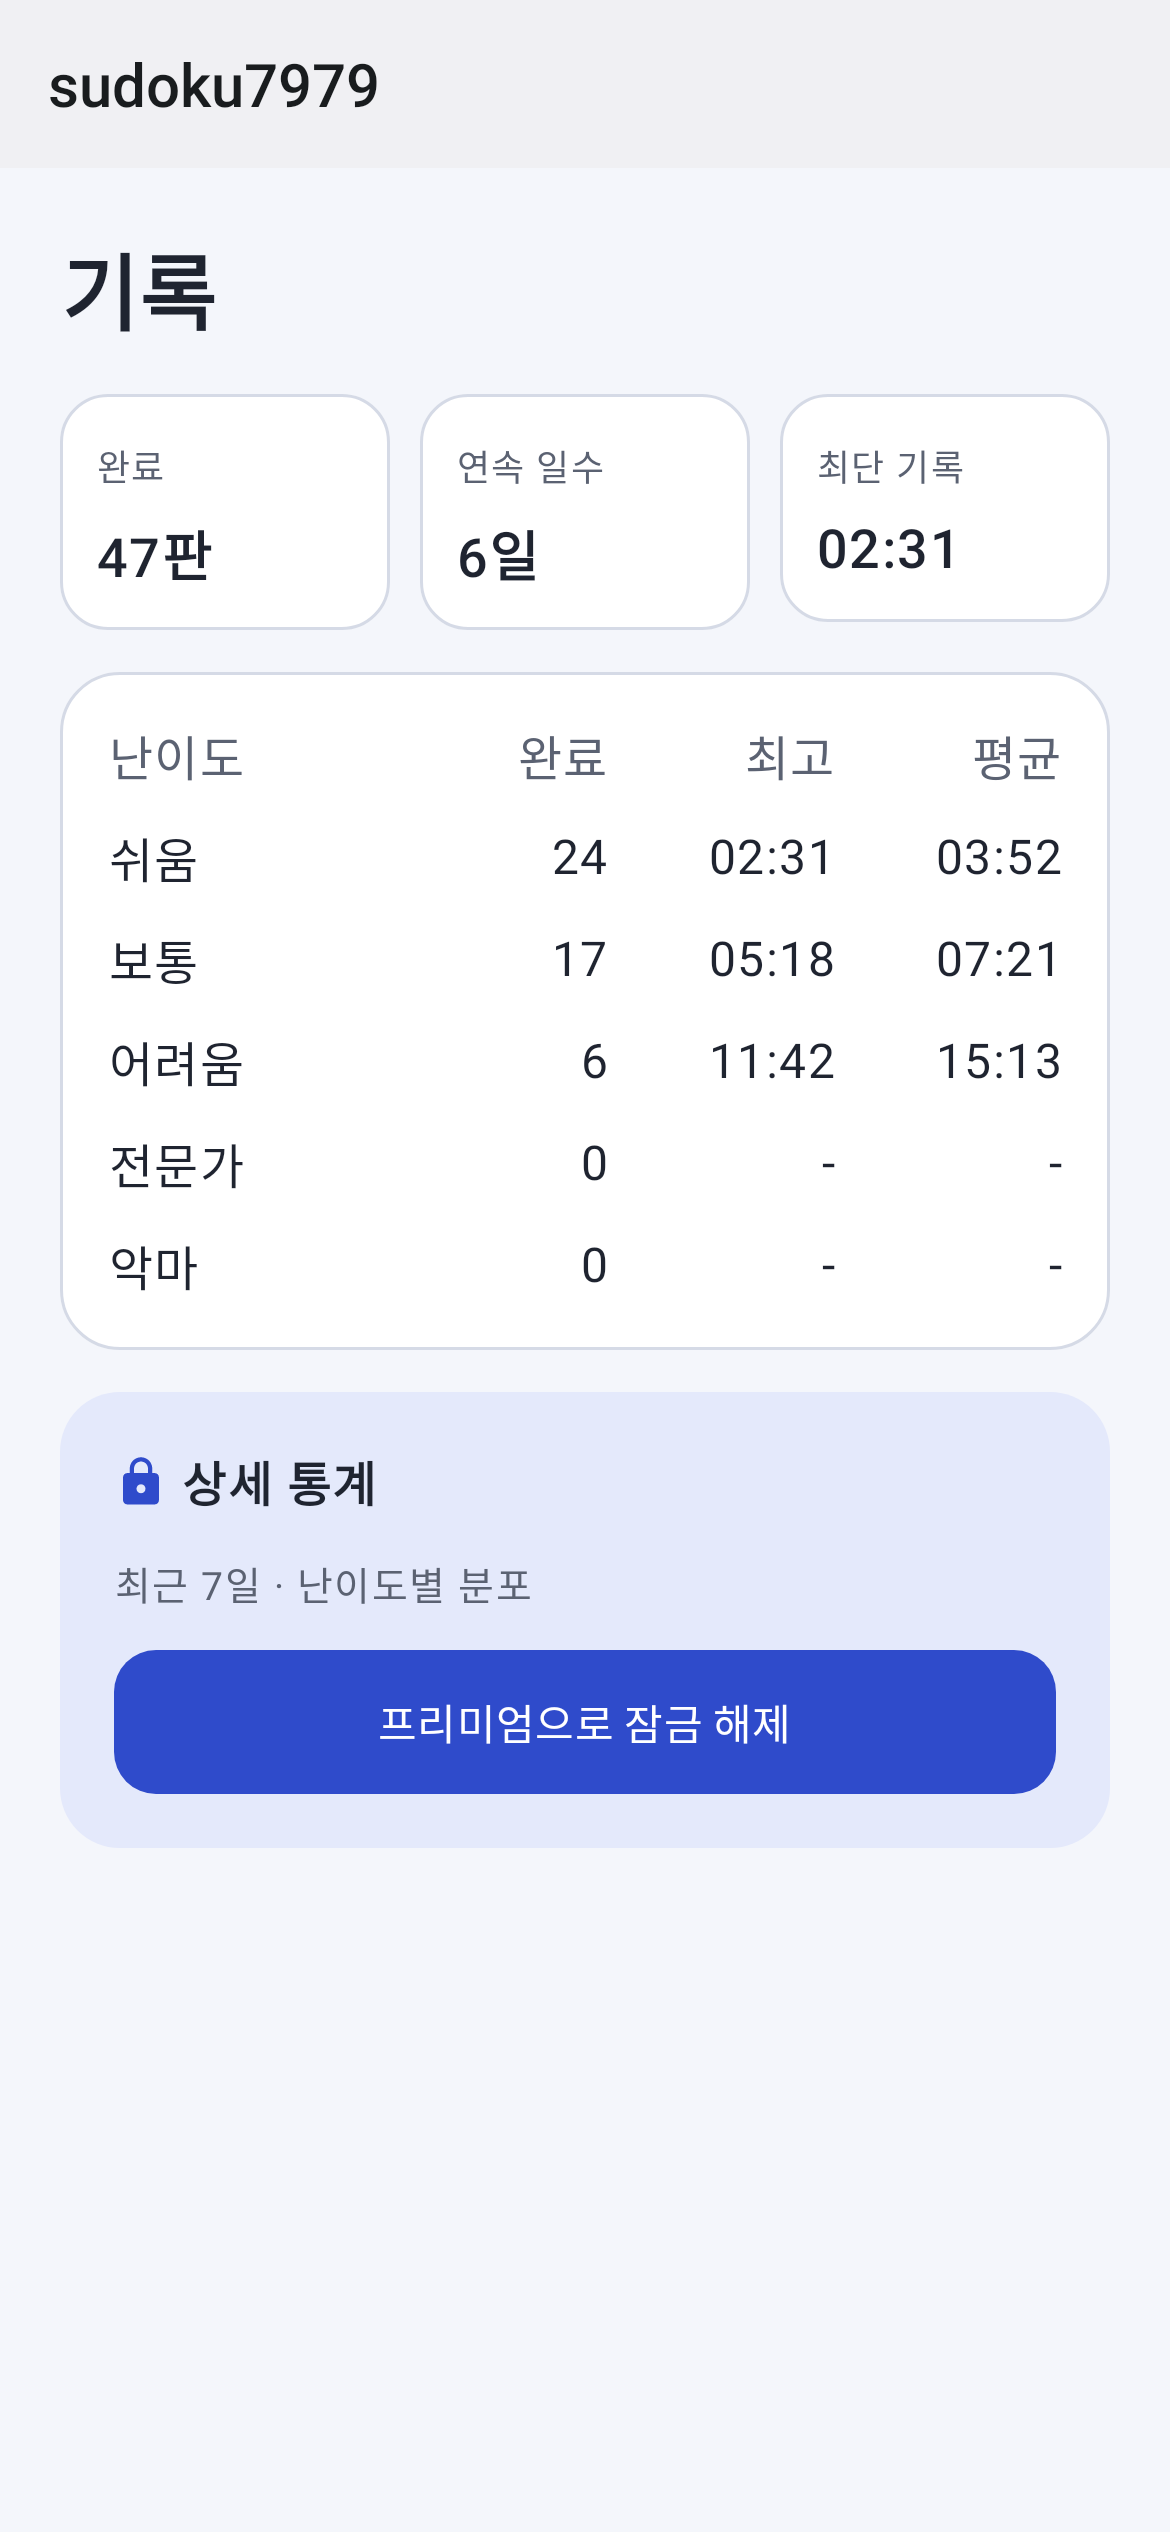 sudoku7979
기록
완료 연속 일수 최단 기록
47판 6일 02:31
난이도 완료 최고 평균
쉬움 24 02:31 03:52
보통 17 05:18 07:21
어려움 6 11:42 15:13
전문가 0 - -
악마 0 - -
상세 통계
최근 7일 · 난이도별 분포
프리미엄으로 잠금 해제